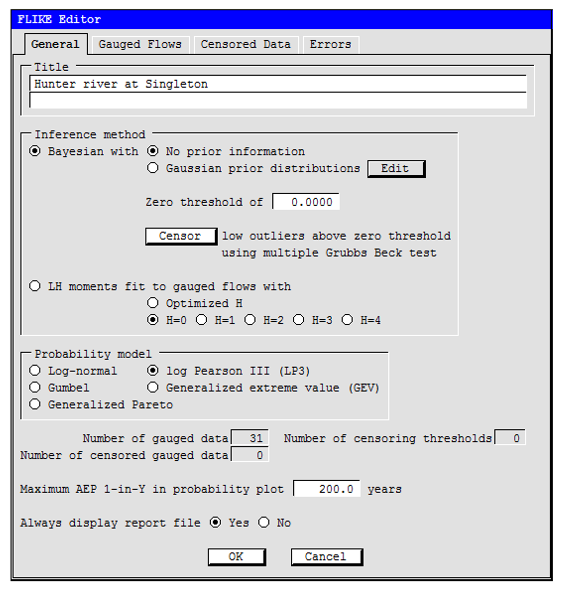 FLIKE Editor
General Gauged Flows Censored Data Errors
Title
Hunter river at Singleton
Inference method
Bayesian with No prior information
Gaussian prior distributions Edit
Zero threshold of 0.0000
Censor low outliers above zero threshold
using multiple Grubbs Beck test
LH moments fit to gauged flows with
Optimized H
H=0 H=1 H=2 H=3 H=4
Probability model
Log-normal log Pearson III (LP3)
Gumbel Generalized extreme value (GEV)
Generalized Pareto
Number of gauged data 31 Number of censoring thresholds 0
Number of censored gauged data 0
Maximum AEP 1-in-Y in probability plot 200.0 years
Always display report file Yes No
OK Cancel